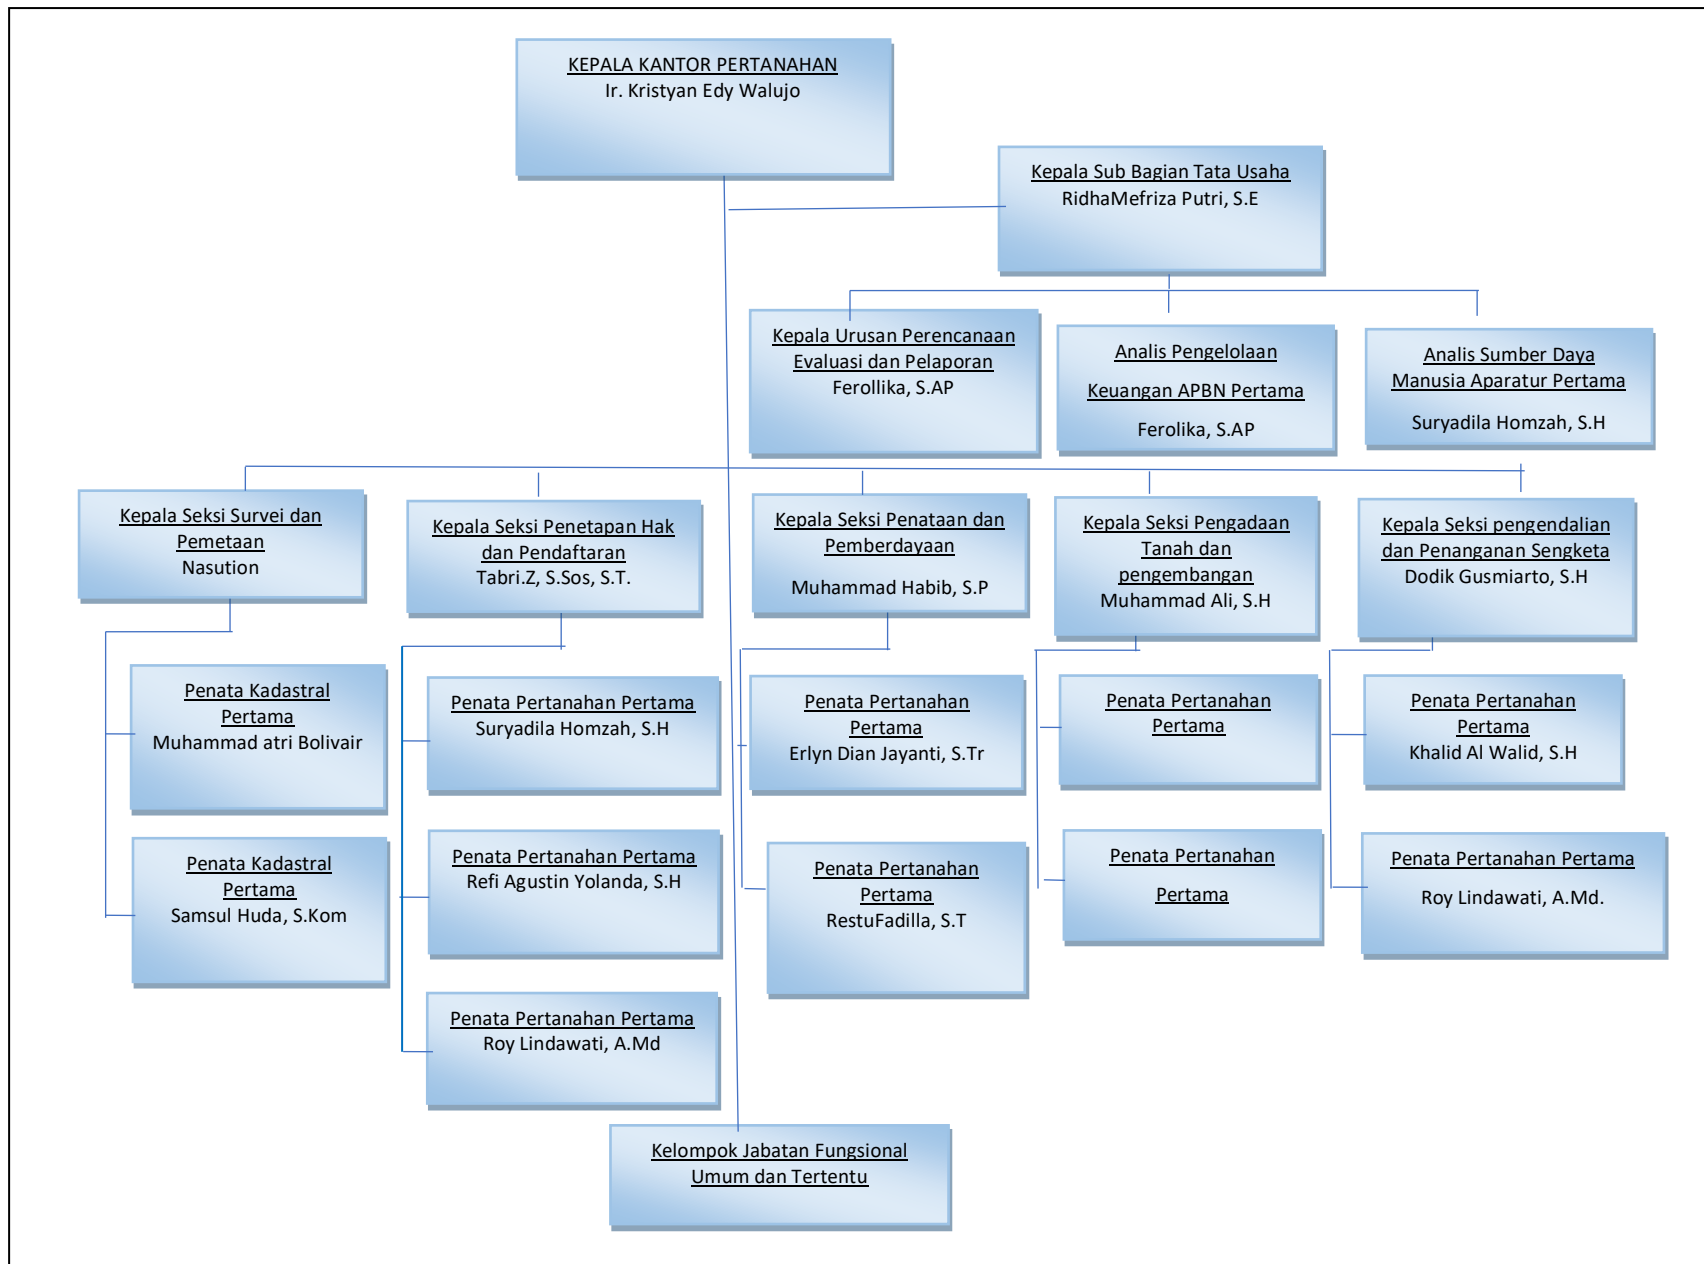 KEPALA KANTOR PERTANAHAN
Ir. Kristyan Edy Walujo
Kepala Sub Bagian Tata Usaha
RidhaMefriza Putri, S.E
Kepala Urusan Perencanaan
Evaluasi dan Pelaporan
Ferollika, S.AP
Analis Pengelolaan
Keuangan APBN Pertama
Ferolika, S.AP
Analis Sumber Daya
Manusia Aparatur Pertama
Suryadila Homzah, S.H
Kepala Seksi Survei dan
Pemetaan
Nasution
Kepala Seksi Penetapan Hak
dan Pendaftaran
Tabri.Z, S.Sos, S.T.
Kepala Seksi Penataan dan
Pemberdayaan
Muhammad Habib, S.P
Kepala Seksi Pengadaan
Tanah dan
pengembangan
Muhammad Ali, S.H
Kepala Seksi pengendalian
dan Penanganan Sengketa
Dodik Gusmiarto, S.H
Penata Kadastral
Pertama
Muhammad atri Bolivair
Penata Pertanahan Pertama
Suryadila Homzah, S.H
Penata Pertanahan
Pertama
Erlyn Dian Jayanti, S.Tr
Penata Pertanahan
Pertama
Penata Pertanahan
Pertama
Khalid Al Walid, S.H
Penata Kadastral
Pertama
Samsul Huda, S.Kom
Penata Pertanahan Pertama
Refi Agustin Yolanda, S.H
Penata Pertanahan
Pertama
RestuFadilla, S.T
Penata Pertanahan
Pertama
Penata Pertanahan Pertama
Roy Lindawati, A.Md.
Penata Pertanahan Pertama
Roy Lindawati, A.Md
Kelompok Jabatan Fungsional
Umum dan Tertentu